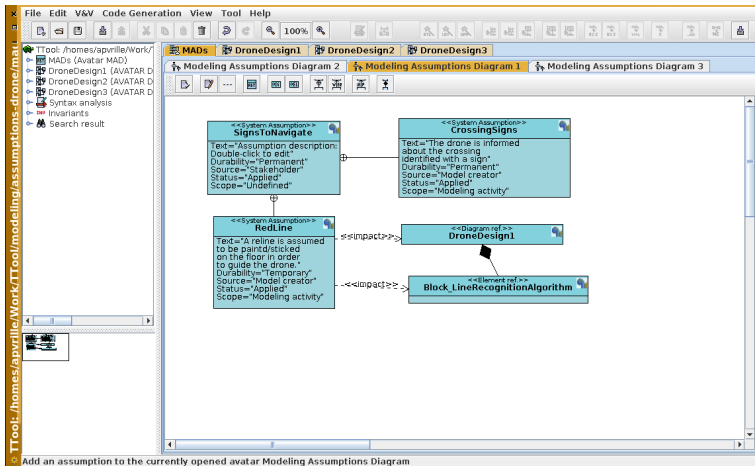 File Edit V&V Code Generation View Tool Help
100%
TTool: /homes/apvrille/Work/T
MADs (Avatar MAD)
DroneDesign1 (AVATAR D
DroneDesign2 (AVATAR D
DroneDesign3 (AVATAR D
Syntax analysis
Invariants
Search result
TTool: /homes/apvrille/Work/TTool/modeling/assumptions-drone/mau
MADs DroneDesign1 DroneDesign2 DroneDesign3
Modeling Assumptions Diagram 2 Modeling Assumptions Diagram 1 Modeling Assumptions Diagram 3
<<System Assumption>>
SignsToNavigate
Text="Assumption description:
Double-click to edit"
Durability="Permanent"
Source="Stakeholder"
Status="Applied"
Scope="Undefined"
<<System Assumption>>
CrossingSigns
Text="The drone is informed
about the crossing
identified with a sign"
Durability="Permanent"
Source="Model creator"
Status="Applied"
Scope="Modeling activity"
<<System Assumption>>
RedLine
Text="A reline is assumed
to be paintd/sticked
on the floor in order
to guide the drone."
Durability="Temporary"
Source="Model creator"
Status="Applied"
Scope="Modeling activity"
<<impact>>
<<Diagram ref.>>
DroneDesign1
<<impact>>
<<Element ref.>>
Block_LineRecognitionAlgorithm
Add an assumption to the currently opened avatar Modeling Assumptions Diagram